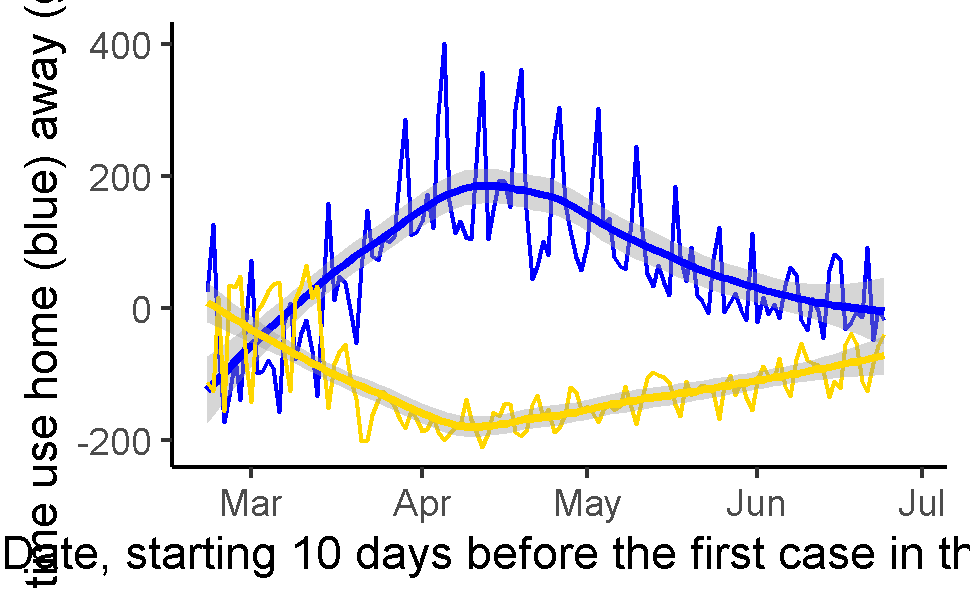 time use home (blue) away (
400
200
0
-200
Mar Apr May Jun Jul
Date, starting 10 days before the first case in th